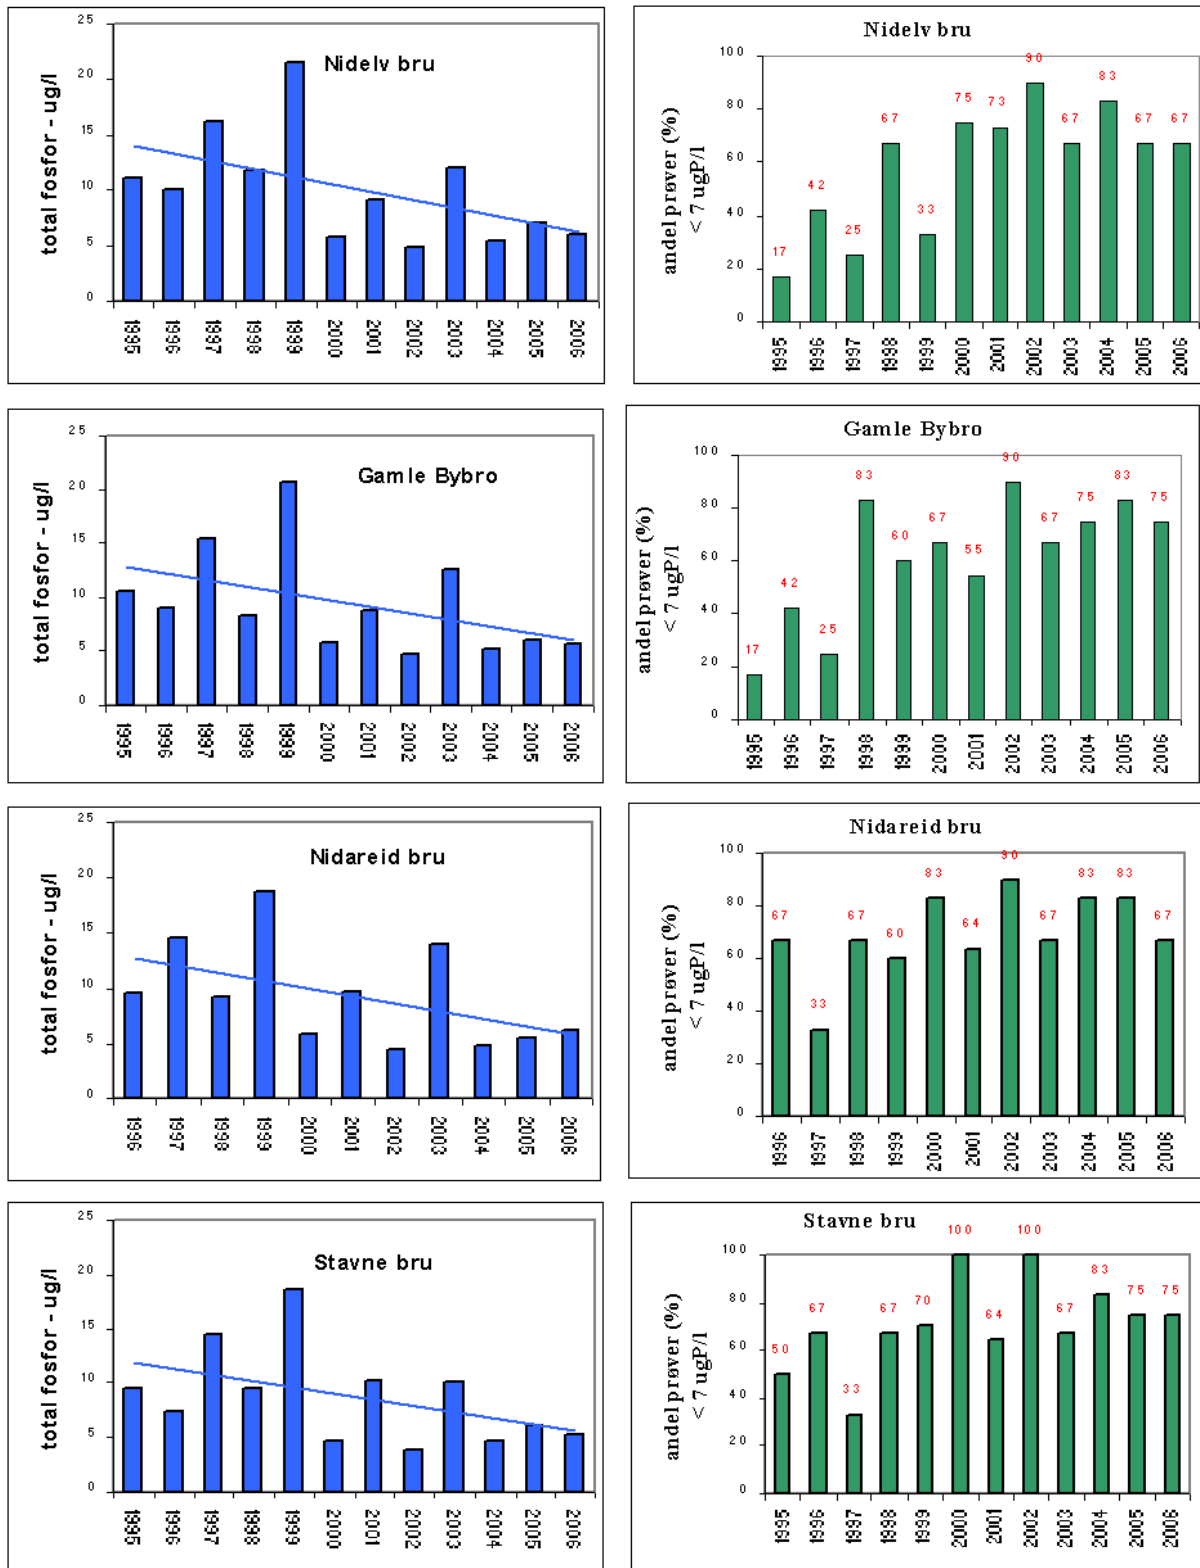 Nidelv bru
total fosfor - ug/l
25
20
15
10
5
0
1995 1996 1997 1998 1999 2000 2001 2002 2003 2004 2005 2006
Nidelv bru
andel prøver (%)
< 7 ugP/l
100
80
60
40
20
0
17 42 25 67 33 75 73 90 67 83 67 67
1995 1996 1997 1998 1999 2000 2001 2002 2003 2004 2005 2006
Gamle Bybro
total fosfor - ug/l
25
20
15
10
5
0
1995 1996 1997 1998 1999 2000 2001 2002 2003 2004 2005 2006
Gamle Bybro
andel prøver (%)
< 7 ugP/l
100
80
60
40
20
0
17 42 25 83 60 67 55 90 67 75 83 75
1995 1996 1997 1998 1999 2000 2001 2002 2003 2004 2005 2006
Nidareid bru
total fosfor - ug/l
25
20
15
10
5
0
1996 1997 1998 1999 2000 2001 2002 2003 2004 2005 2006
Nidareid bru
andel prøver (%)
< 7 ugP/l
100
80
60
40
20
0
67 33 67 60 83 64 90 67 83 83 67
1996 1997 1998 1999 2000 2001 2002 2003 2004 2005 2006
Stavne bru
total fosfor - ug/l
25
20
15
10
5
0
1995 1996 1997 1998 1999 2000 2001 2002 2003 2004 2005 2006
Stavne bru
andel prøver (%)
< 7 ugP/l
100
80
60
40
20
0
50 67 33 67 70 100 64 100 67 83 75 75
1995 1996 1997 1998 1999 2000 2001 2002 2003 2004 2005 2006